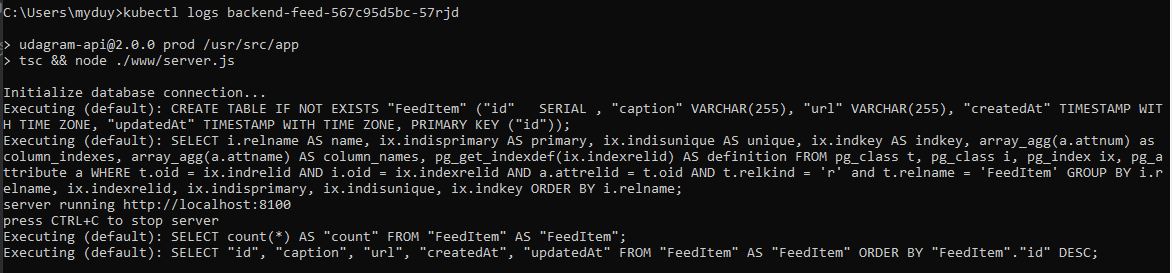 C:\Users\myduy>kubectl logs backend-feed-567c95d5bc-57rjd
> udagram-api@2.0.0 prod /usr/src/app
> tsc && node ./www/server.js
Initialize database connection...
Executing (default): CREATE TABLE IF NOT EXISTS "FeedItem" ("id"   SERIAL , "caption" VARCHAR(255), "url" VARCHAR(255), "createdAt" TIMESTAMP WIT
H TIME ZONE, "updatedAt" TIMESTAMP WITH TIME ZONE, PRIMARY KEY ("id"));
Executing (default): SELECT i.relname AS name, ix.indisprimary AS primary, ix.indisunique AS unique, ix.indkey AS indkey, array_agg(a.attnum) as
column_indexes, array_agg(a.attname) AS column_names, pg_get_indexdef(ix.indexrelid) AS definition FROM pg_class t, pg_class i, pg_index ix, pg_a
ttribute a WHERE t.oid = ix.indrelid AND i.oid = ix.indexrelid AND a.attrelid = t.oid AND t.relkind = 'r' and t.relname = 'FeedItem' GROUP BY i.r
elname, ix.indexrelid, ix.indisprimary, ix.indisunique, ix.indkey ORDER BY i.relname;
server running http://localhost:8100
press CTRL+C to stop server
Executing (default): SELECT count(*) AS "count" FROM "FeedItem" AS "FeedItem";
Executing (default): SELECT "id", "caption", "url", "createdAt", "updatedAt" FROM "FeedItem" AS "FeedItem" ORDER BY "FeedItem"."id" DESC;